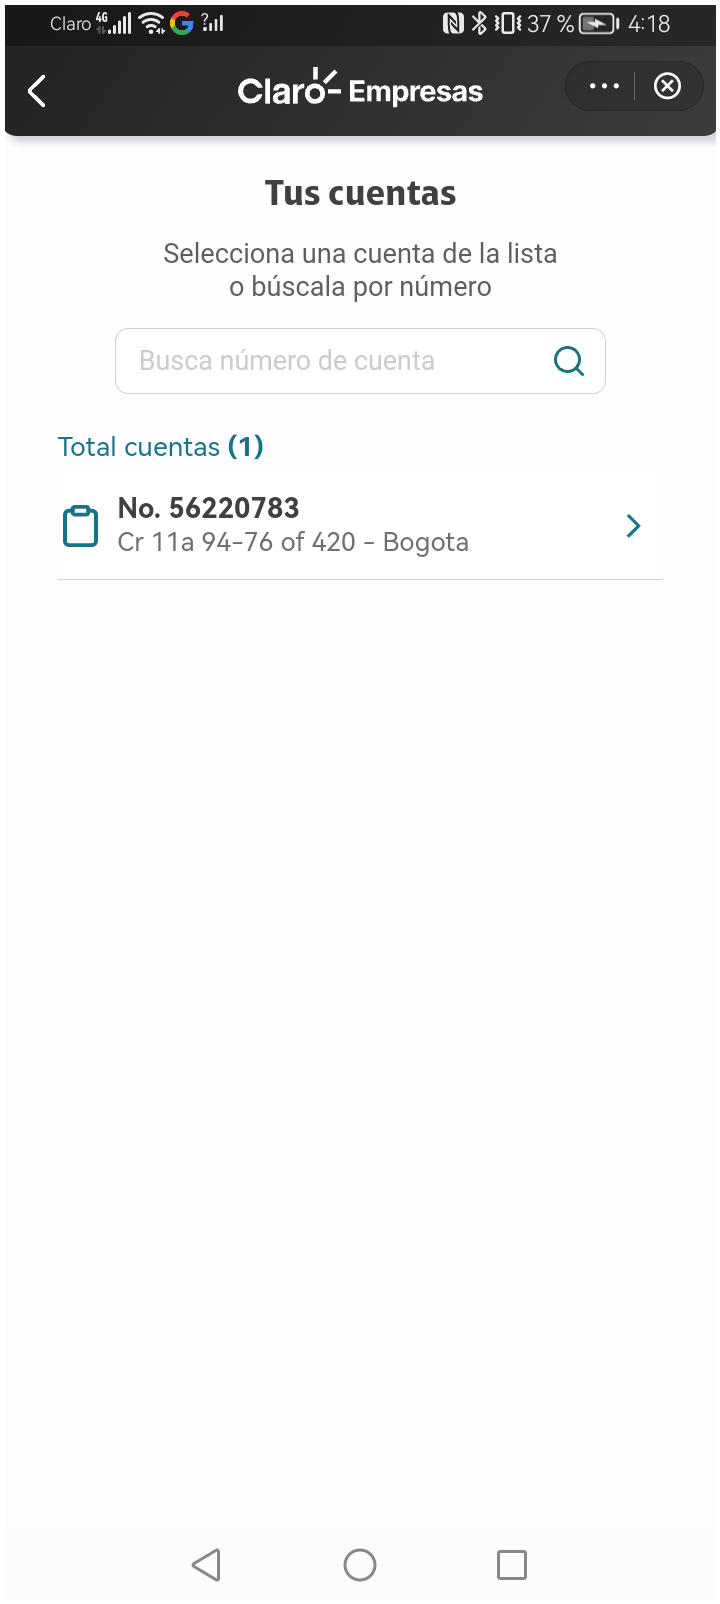 Claro 4G ? 37 % 4:18
Claro- Empresas
Tus cuentas
Selecciona una cuenta de la lista
o búscala por número
Busca número de cuenta
Total cuentas (1)
No. 56220783
Cr 11a 94-76 of 420 - Bogota